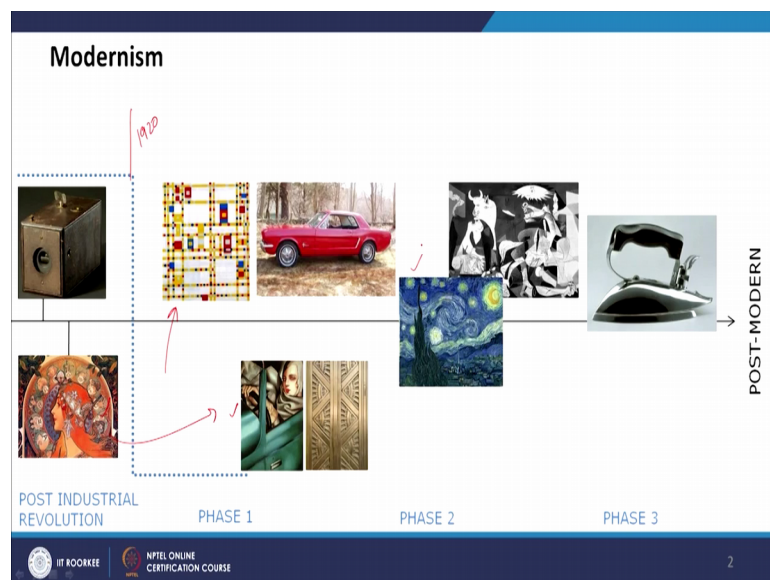 Modernism
1920
POST-MODERN
POST INDUSTRIAL
REVOLUTION
PHASE 1
PHASE 2
PHASE 3
IIT ROORKEE
NPTEL ONLINE
CERTIFICATION COURSE
2